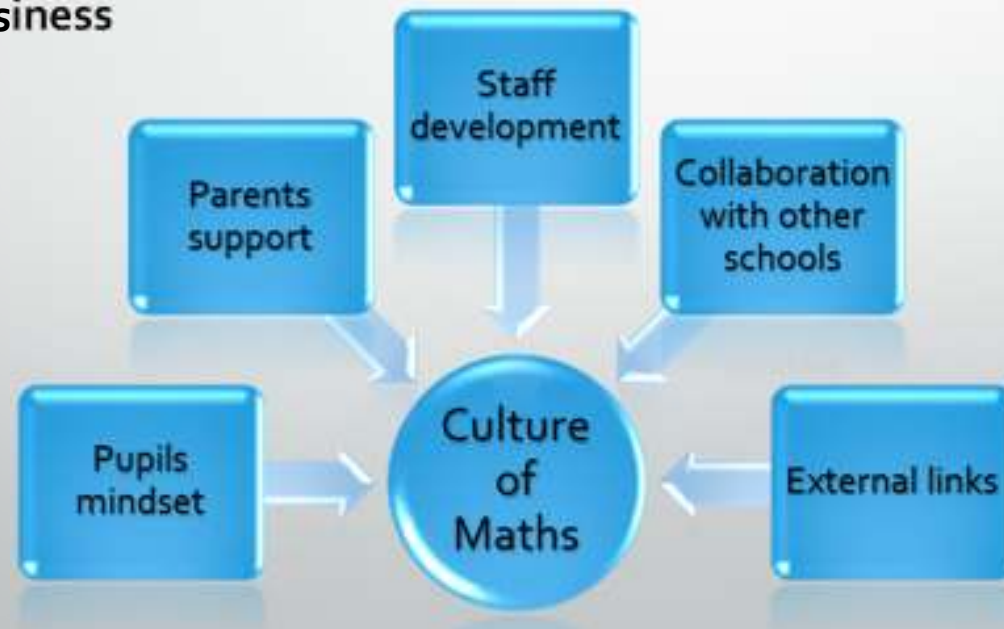 siness
Staff
development
Parents
support
Collaboration
with other
schools
Pupils
mindset
Culture
of
Maths
External links